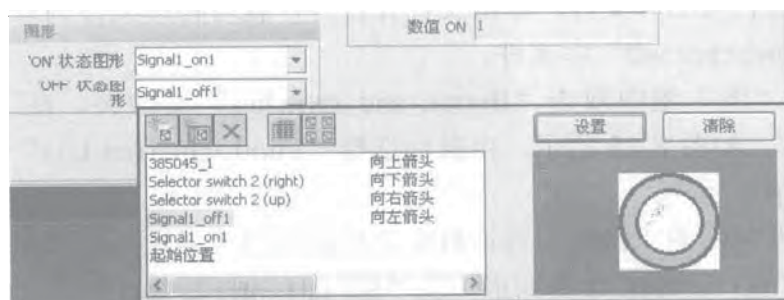 图形
数值 ON 1
'ON' 状态图形 Signal1_on1
'OFF' 状态图形 Signal1_off1
设置 清除
385045_1 向上箭头
Selector switch 2 (right) 向下箭头
Selector switch 2 (up) 向右箭头
Signal1_off1 向左箭头
Signal1_on1
起始位置